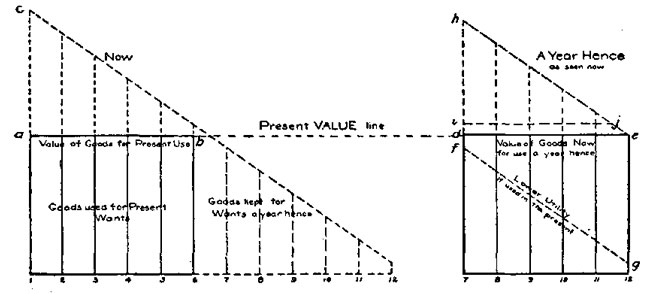 c
Now
a
Value of Goods for Present Use
b
Goods used for Present
Wants
Goods kept for
Wants a year hence
1 2 3 4 5 6 7 8 9 10 11 12
Present VALUE line
h
A Year Hence
as seen now
i
j
d
e
f
Value of Goods Now
for use a year hence
Lower Utility
if used in the present
g
7 8 9 10 11 12